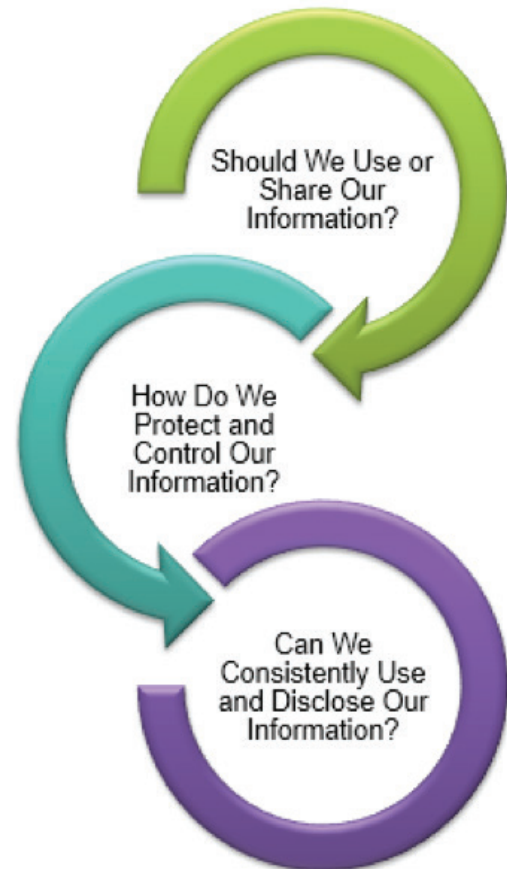 Should We Use or
Share Our
Information?
How Do We
Protect and
Control Our
Information?
Can We
Consistently Use
and Disclose Our
Information?